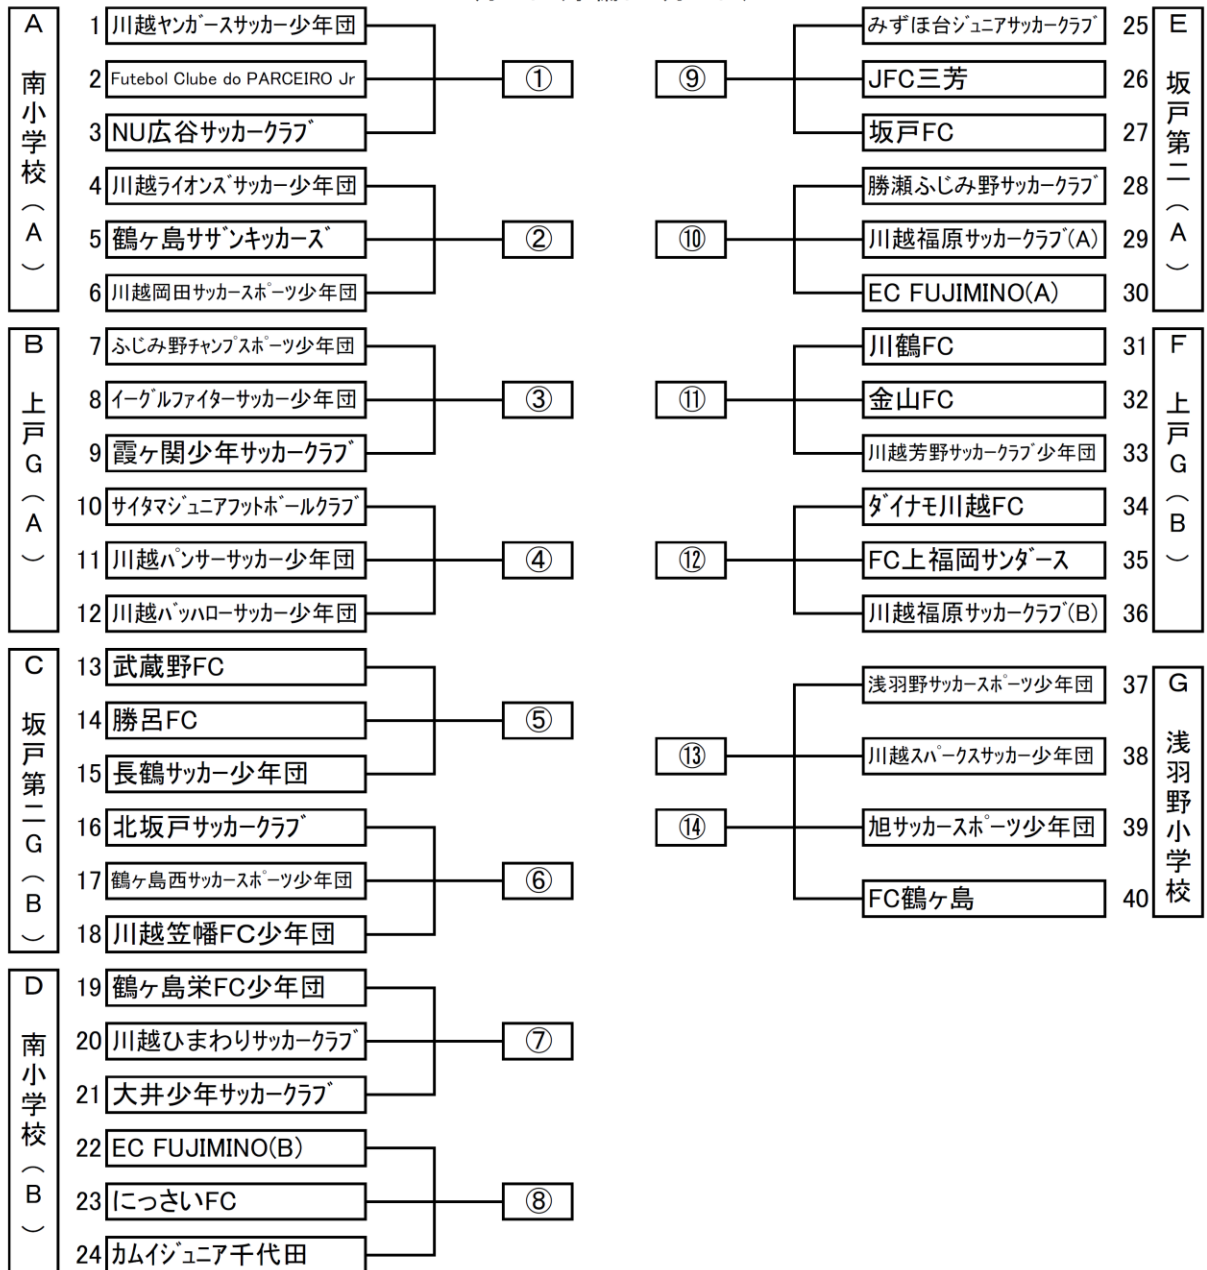 A 南小学校（A）
1 川越ヤンガースサッカー少年団
2 Futebol Clube do PARCEIRO Jr
①
3 NU広谷サッカークラブ
4 川越ライオンズサッカー少年団
5 鶴ヶ島サザンキッカーズ
②
6 川越岡田サッカースポーツ少年団
B 上戸G（A）
7 ふじみ野チャンプスポーツ少年団
8 イーグルファイターサッカー少年団
③
9 霞ヶ関少年サッカークラブ
10 サイタマジュニアフットボールクラブ
11 川越パンサーサッカー少年団
④
12 川越バッハローサッカー少年団
C 坂戸第二G（B）
13 武蔵野FC
14 勝呂FC
⑤
15 長鶴サッカー少年団
16 北坂戸サッカークラブ
17 鶴ヶ島西サッカースポーツ少年団
⑥
18 川越笠幡FC少年団
D 南小学校（B）
19 鶴ヶ島栄FC少年団
20 川越ひまわりサッカークラブ
⑦
21 大井少年サッカークラブ
22 EC FUJIMINO(B)
23 にっさいFC
⑧
24 カムイジュニア千代田
E 坂戸第二（A）
みずほ台ジュニアサッカークラブ 25
⑨
JFC三芳 26
坂戸FC 27
勝瀬ふじみ野サッカークラブ 28
⑩
川越福原サッカークラブ(A) 29
EC FUJIMINO(A) 30
F 上戸G（B）
川鶴FC 31
⑪
金山FC 32
川越芳野サッカークラブ少年団 33
ダイナモ川越FC 34
⑫
FC上福岡サンダース 35
川越福原サッカークラブ(B) 36
G 浅羽野小学校
浅羽野サッカースポーツ少年団 37
⑬
川越スパークスサッカー少年団 38
⑭
旭サッカースポーツ少年団 39
FC鶴ヶ島 40